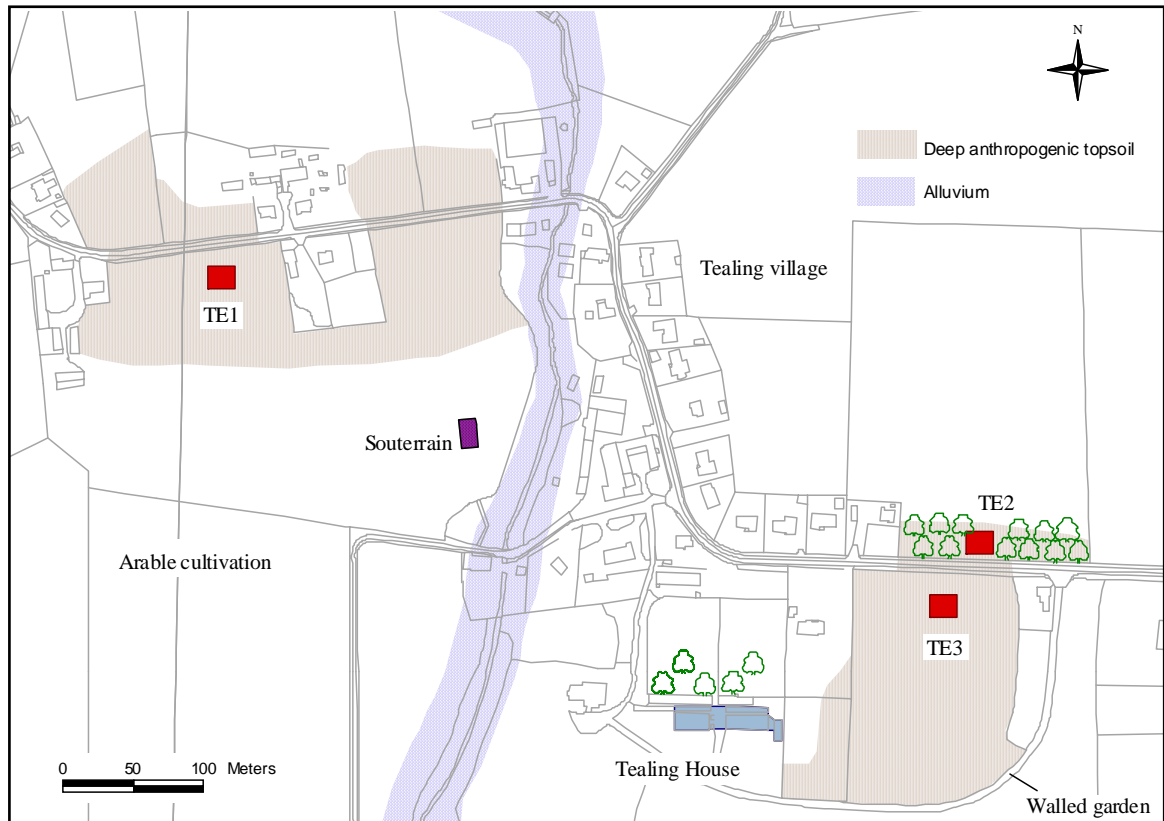 N
Deep anthropogenic topsoil
Alluvium
Tealing village
TE1
Souterrain
TE2
Arable cultivation
TE3
0 50 100 Meters
Tealing House
Walled garden